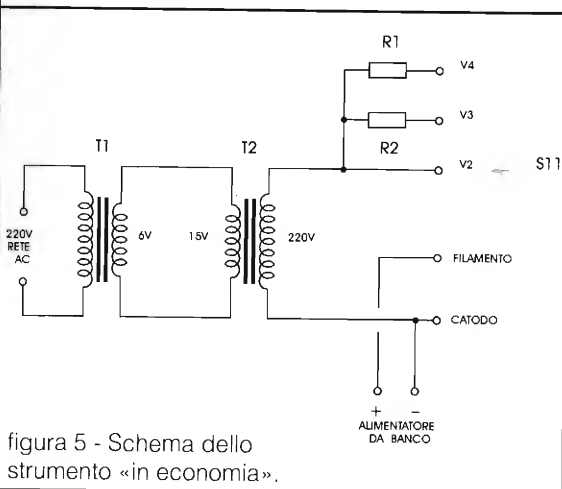 R1
V4
V3
R2
T1
T2
V2
S11
220V
RETE
AC
6V
15V
220V
FILAMENTO
CATODO
+ −
ALIMENTATORE
DA BANCO
figura 5 - Schema dello
strumento «in economia».